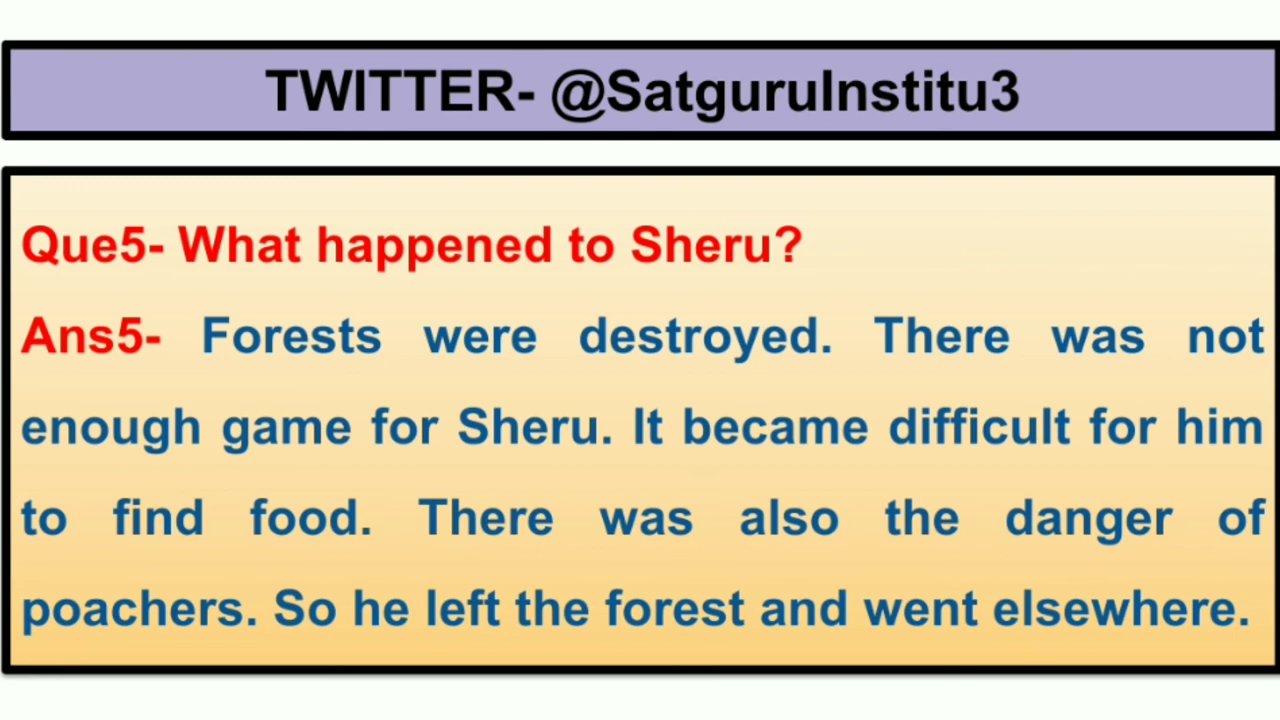 TWITTER- @SatguruInstitu3
Que5- What happened to Sheru?
Ans5- Forests were destroyed. There was not
enough game for Sheru. It became difficult for him
to find food. There was also the danger of
poachers. So he left the forest and went elsewhere.